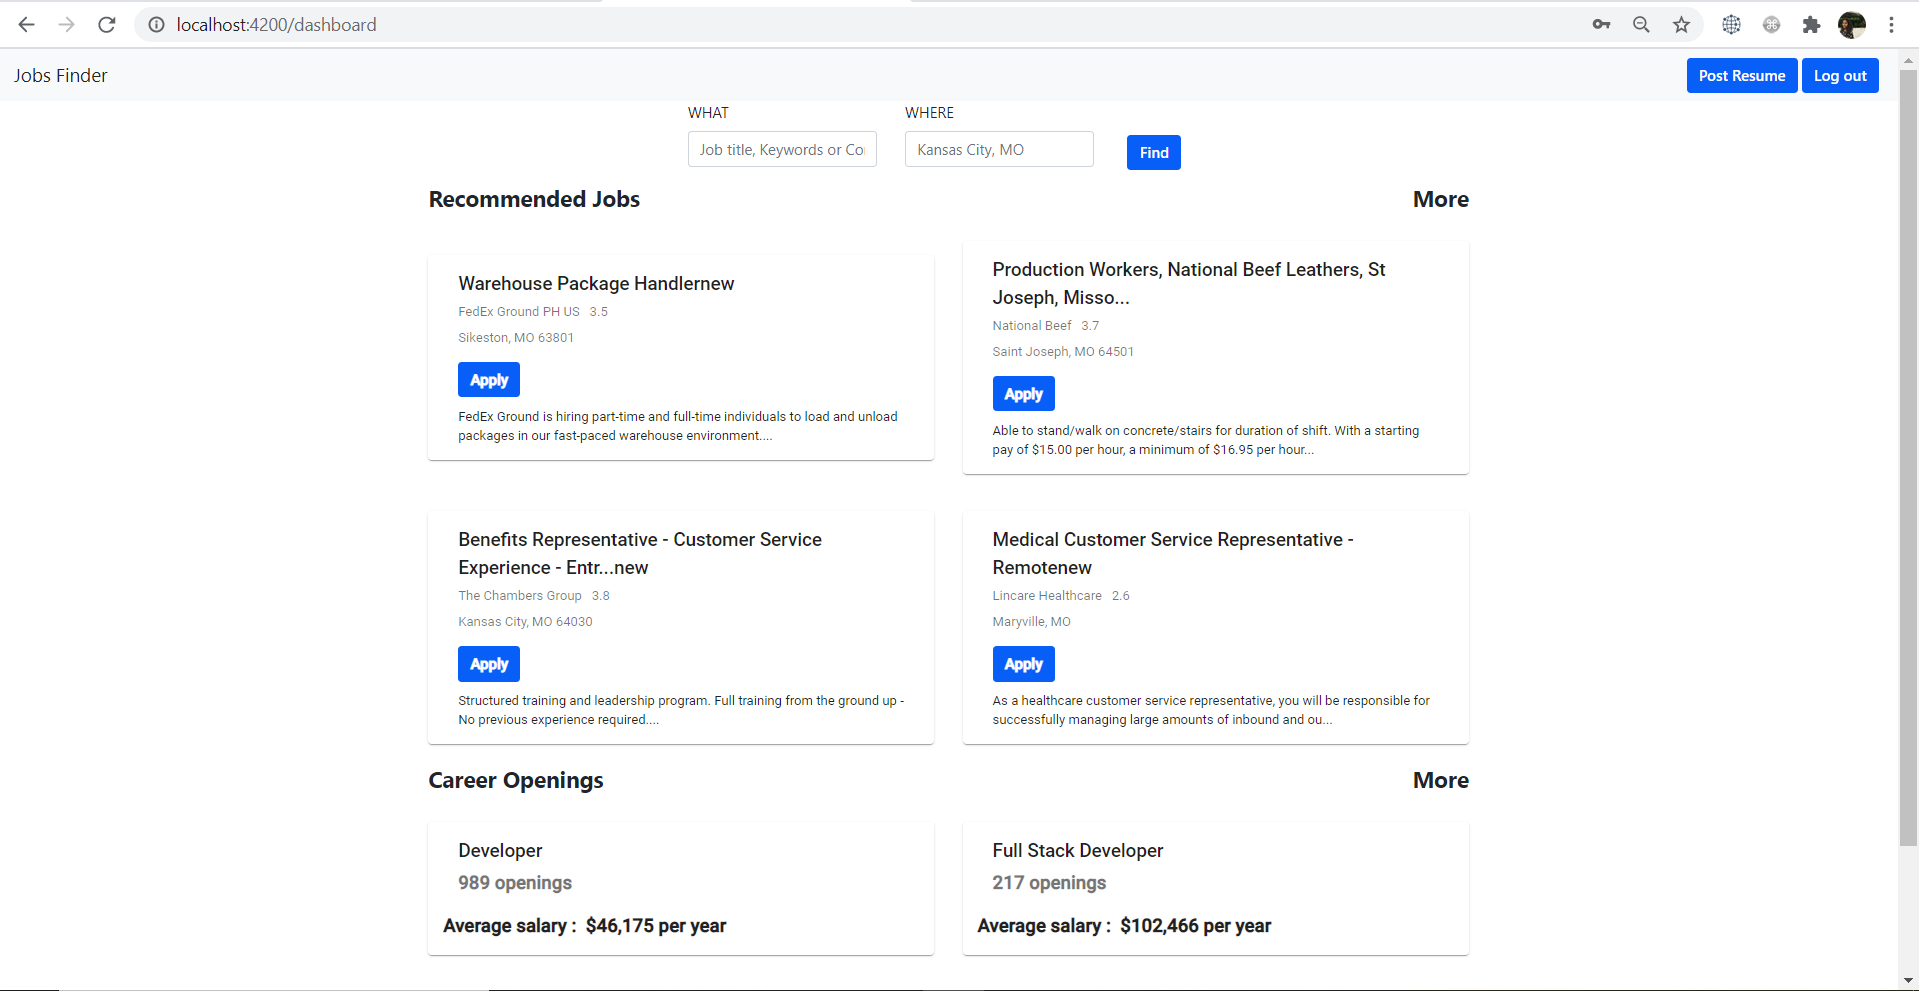 localhost:4200/dashboard
Jobs Finder
Post Resume
Log out
WHAT
WHERE
Job title, Keywords or Co
Kansas City, MO
Find
Recommended Jobs
More
Warehouse Package Handlernew
FedEx Ground PH US 3.5
Sikeston, MO 63801
Apply
FedEx Ground is hiring part-time and full-time individuals to load and unload
packages in our fast-paced warehouse environment....
Production Workers, National Beef Leathers, St
Joseph, Misso...
National Beef 3.7
Saint Joseph, MO 64501
Apply
Able to stand/walk on concrete/stairs for duration of shift. With a starting
pay of $15.00 per hour, a minimum of $16.95 per hour...
Benefits Representative - Customer Service
Experience - Entr...new
The Chambers Group 3.8
Kansas City, MO 64030
Apply
Structured training and leadership program. Full training from the ground up -
No previous experience required....
Medical Customer Service Representative -
Remotenew
Lincare Healthcare 2.6
Maryville, MO
Apply
As a healthcare customer service representative, you will be responsible for
successfully managing large amounts of inbound and ou...
Career Openings
More
Developer
989 openings
Average salary : $46,175 per year
Full Stack Developer
217 openings
Average salary : $102,466 per year